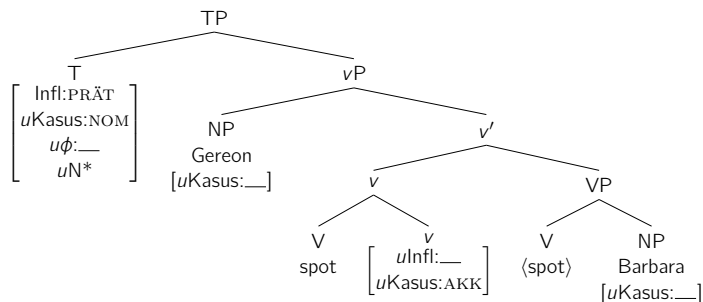 TP
T
vP
Infl:PRÄT
uKasus:NOM
uϕ:__
uN*
NP
v′
Gereon
[uKasus:__]
v
VP
V
v
V
NP
spot
uInfl:__
uKasus:AKK
⟨spot⟩
Barbara
[uKasus:__]